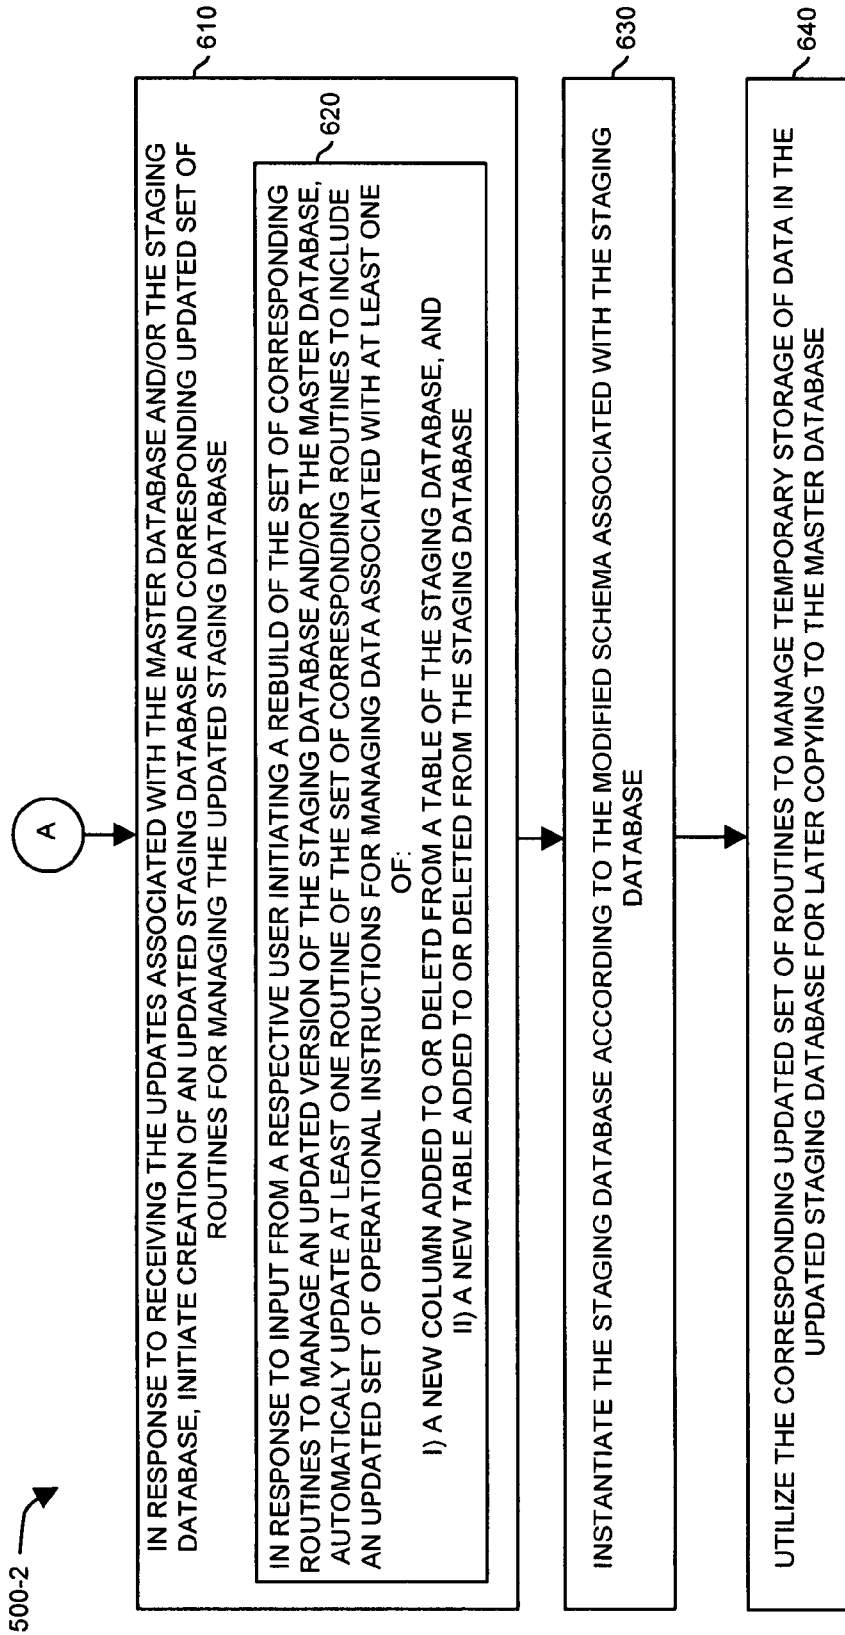 500-2
A
610
IN RESPONSE TO RECEIVING THE UPDATES ASSOCIATED WITH THE MASTER DATABASE AND/OR THE STAGING
DATABASE, INITIATE CREATION OF AN UPDATED STAGING DATABASE AND CORRESPONDING UPDATED SET OF
ROUTINES FOR MANAGING THE UPDATED STAGING DATABASE
620
IN RESPONSE TO INPUT FROM A RESPECTIVE USER INITIATING A REBUILD OF THE SET OF CORRESPONDING
ROUTINES TO MANAGE AN UPDATED VERSION OF THE STAGING DATABASE AND/OR THE MASTER DATABASE,
AUTOMATICALY UPDATE AT LEAST ONE ROUTINE OF THE SET OF CORRESPONDING ROUTINES TO INCLUDE
AN UPDATED SET OF OPERATIONAL INSTRUCTIONS FOR MANAGING DATA ASSOCIATED WITH AT LEAST ONE
OF:
I) A NEW COLUMN ADDED TO OR DELETD FROM A TABLE OF THE STAGING DATABASE, AND
II) A NEW TABLE ADDED TO OR DELETED FROM THE STAGING DATABASE
630
INSTANTIATE THE STAGING DATABASE ACCORDING TO THE MODIFIED SCHEMA ASSOCIATED WITH THE STAGING
DATABASE
640
UTILIZE THE CORRESPONDING UPDATED SET OF ROUTINES TO MANAGE TEMPORARY STORAGE OF DATA IN THE
UPDATED STAGING DATABASE FOR LATER COPYING TO THE MASTER DATABASE